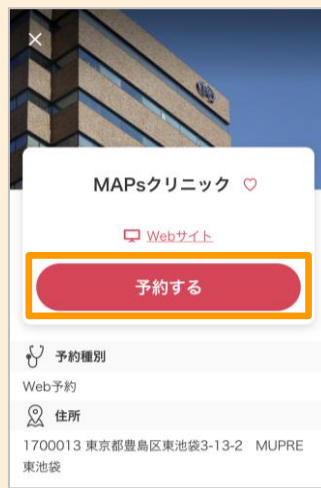 MAPsクリニック
Webサイト
予約する
予約種別
Web予約
住所
1700013 東京都豊島区東池袋3-13-2 MUPRE
東池袋